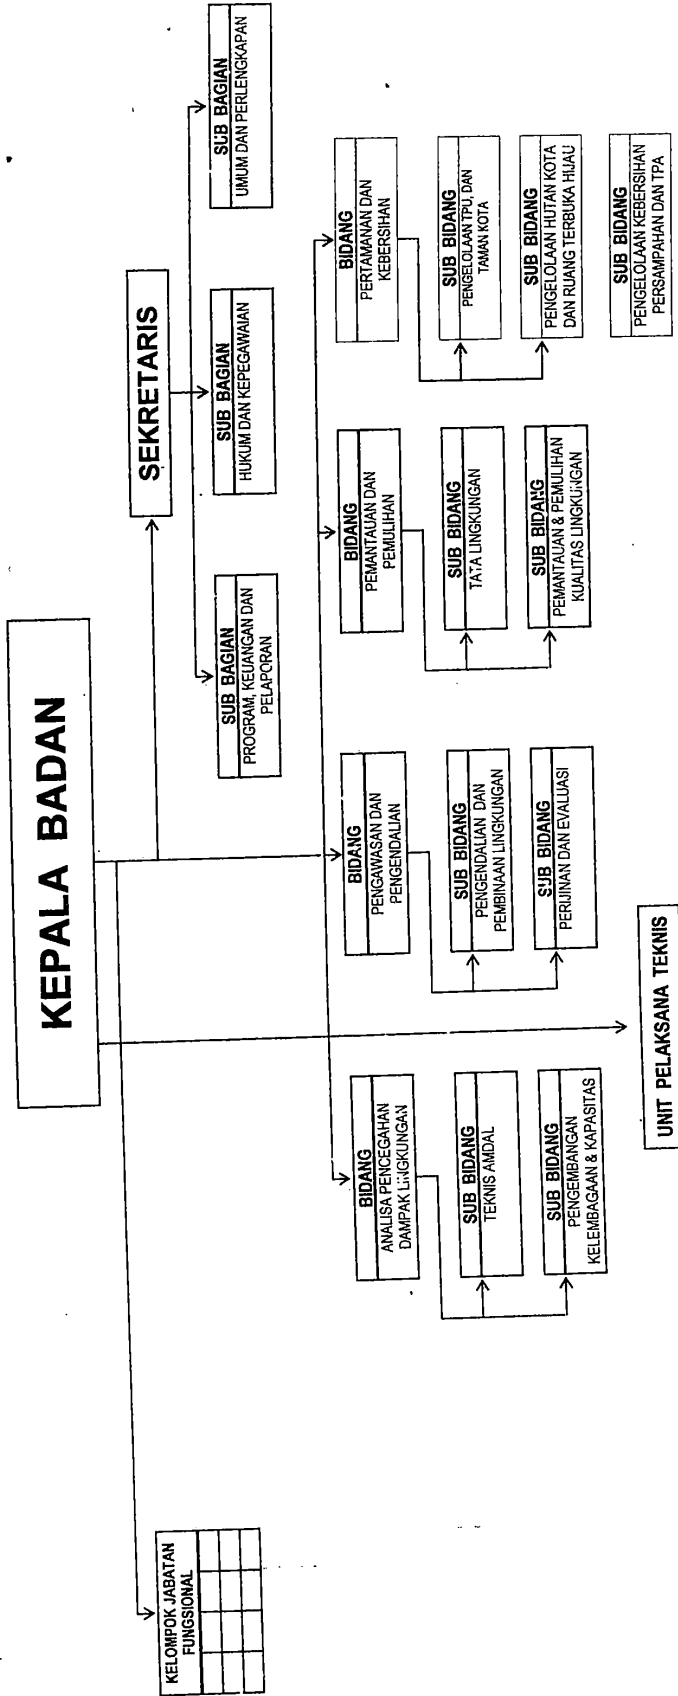 KEPALA BADAN
KELOMPOK JABATAN
FUNGSIONAL
SEKRETARIS
SUB BAGIAN
PROGRAM, KEUANGAN DAN
PELAPORAN
SUB BAGIAN
HUKUM DAN KEPEGAWAIAN
SUB BAGIAN
UMUM DAN PERLENGKAPAN
BIDANG
ANALISA PENCEGAHAN
DAMPAK LINGKUNGAN
SUB BIDANG
TEKNIS AMDAL
SUB BIDANG
PENGEMBANGAN
KELEMBAGAAN & KAPASITAS
BIDANG
PENGAWASAN DAN
PENGENDALIAN
SUB BIDANG
PENGENDALIAN DAN
PEMBINAAN LINGKUNGAN
SUB BIDANG
PERIJINAN DAN EVALUASI
BIDANG
PEMANTAUAN DAN
PEMULIHAN
SUB BIDANG
TATA LINGKUNGAN
SUB BIDANG
PEMANTAUAN & PEMULIHAN
KUALITAS LINGKUNGAN
BIDANG
PERTAMANAN DAN
KEBERSIHAN
SUB BIDANG
PENGELOLAAN TPU, DAN
TAMAN KOTA
SUB BIDANG
PENGELOLAAN HUTAN KOTA
DAN RUANG TERBUKA HIJAU
SUB BIDANG
PENGELOLAAN KEBERSIHAN
PERSAMPAHAN DAN TPA
UNIT PELAKSANA TEKNIS